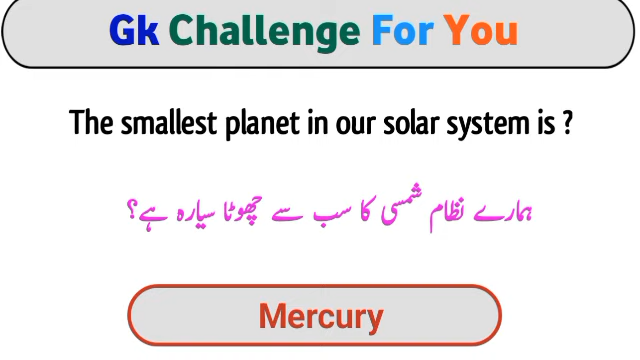 Gk Challenge For You
The smallest planet in our solar system is ?
ہمارے نظام شمسی کا سب سے چھوٹا سیارہ ہے؟
Mercury